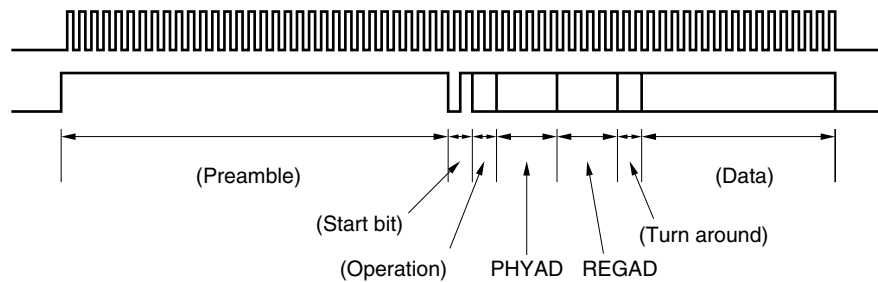 (Preamble)
(Data)
(Start bit)
(Turn around)
(Operation)
PHYAD
REGAD